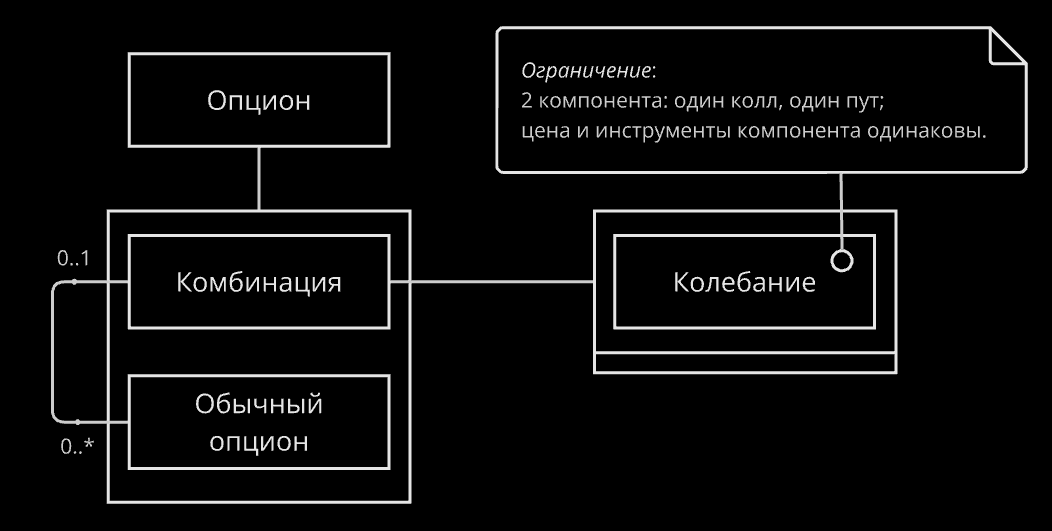 Опцион
Ограничение:
2 компонента: один колл, один пут;
цена и инструменты компонента одинаковы.
0..1
Комбинация
Колебание
Обычный
опцион
0..*